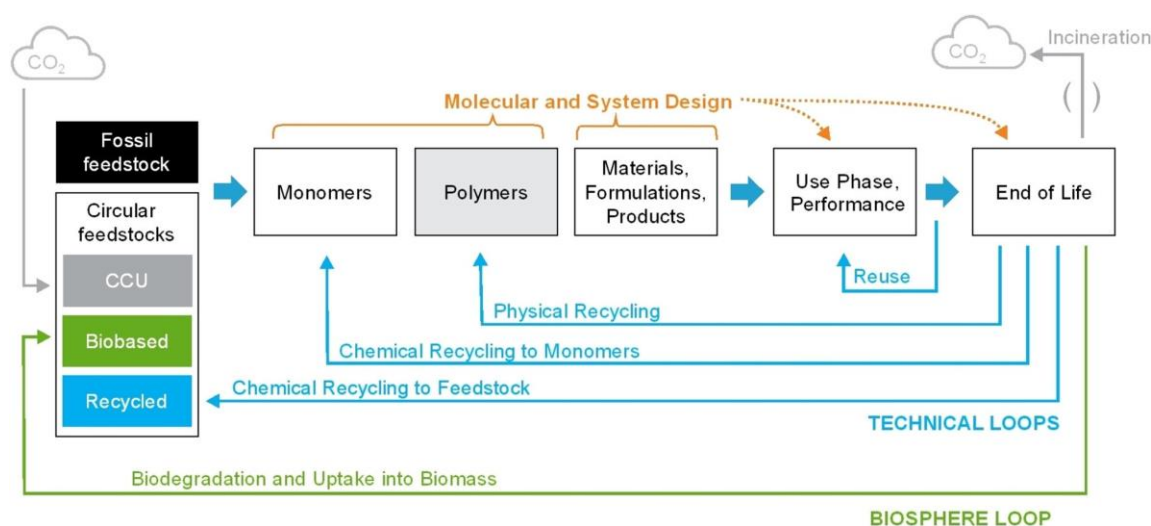 CO₂
CO₂
Incineration
( )
Molecular and System Design
Fossil
feedstock
Circular
feedstocks
CCU
Biobased
Recycled
Monomers
Polymers
Materials,
Formulations,
Products
Use Phase,
Performance
End of Life
Reuse
Physical Recycling
Chemical Recycling to Monomers
Chemical Recycling to Feedstock
TECHNICAL LOOPS
Biodegradation and Uptake into Biomass
BIOSPHERE LOOP